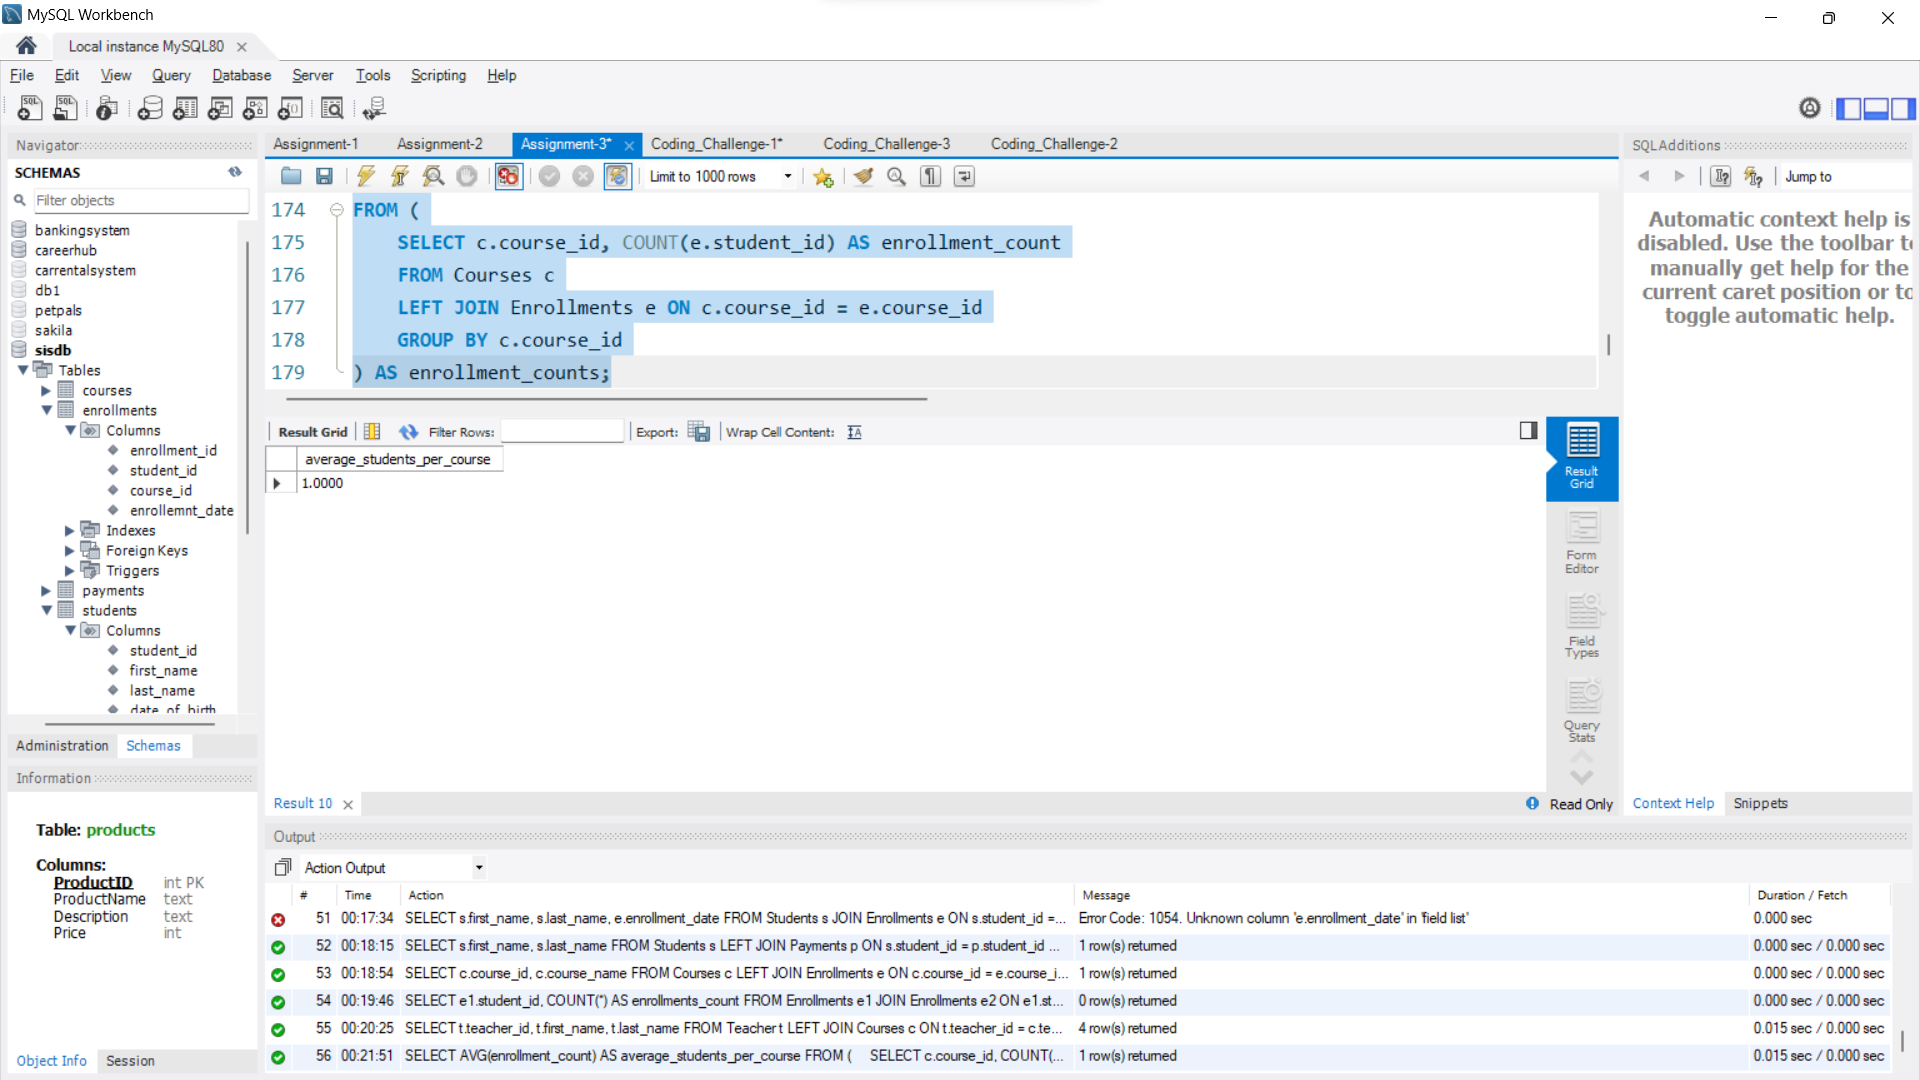 MySQL Workbench
Local instance MySQL80
File Edit View Query Database Server Tools Scripting Help
Navigator
SCHEMAS
Filter objects
bankingsystem
careerhub
carrentalsystem
db1
petpals
sakila
sisdb
Tables
courses
enrollments
Columns
enrollment_id
student_id
course_id
enrollemnt_date
Indexes
Foreign Keys
Triggers
payments
students
Columns
student_id
first_name
last_name
date_of_birth
Administration Schemas
Information
Table: products
Columns:
ProductID int PK
ProductName text
Description text
Price int
Object Info Session
Assignment-1 Assignment-2 Assignment-3* Coding_Challenge-1* Coding_Challenge-3 Coding_Challenge-2
Limit to 1000 rows
174 FROM (
175 SELECT c.course_id, COUNT(e.student_id) AS enrollment_count
176 FROM Courses c
177 LEFT JOIN Enrollments e ON c.course_id = e.course_id
178 GROUP BY c.course_id
179 ) AS enrollment_counts;
Result Grid Filter Rows: Export: Wrap Cell Content:
average_students_per_course
1.0000
Result Grid
Form Editor
Field Types
Query Stats
Result 10
Read Only
SQLAdditions
Jump to
Automatic context help is
disabled. Use the toolbar to
manually get help for the
current caret position or to
toggle automatic help.
Context Help Snippets
Output
Action Output
# Time Action Message Duration / Fetch
51 00:17:34 SELECT s.first_name, s.last_name, e.enrollment_date FROM Students s JOIN Enrollments e ON s.student_id =... Error Code: 1054. Unknown column 'e.enrollment_date' in 'field list' 0.000 sec
52 00:18:15 SELECT s.first_name, s.last_name FROM Students s LEFT JOIN Payments p ON s.student_id = p.student_id ... 1 row(s) returned 0.000 sec / 0.000 sec
53 00:18:54 SELECT c.course_id, c.course_name FROM Courses c LEFT JOIN Enrollments e ON c.course_id = e.course_i... 1 row(s) returned 0.000 sec / 0.000 sec
54 00:19:46 SELECT e1.student_id, COUNT(*) AS enrollments_count FROM Enrollments e1 JOIN Enrollments e2 ON e1.st... 0 row(s) returned 0.000 sec / 0.000 sec
55 00:20:25 SELECT t.teacher_id, t.first_name, t.last_name FROM Teacher t LEFT JOIN Courses c ON t.teacher_id = c.te... 4 row(s) returned 0.015 sec / 0.000 sec
56 00:21:51 SELECT AVG(enrollment_count) AS average_students_per_course FROM ( SELECT c.course_id, COUNT(... 1 row(s) returned 0.015 sec / 0.000 sec